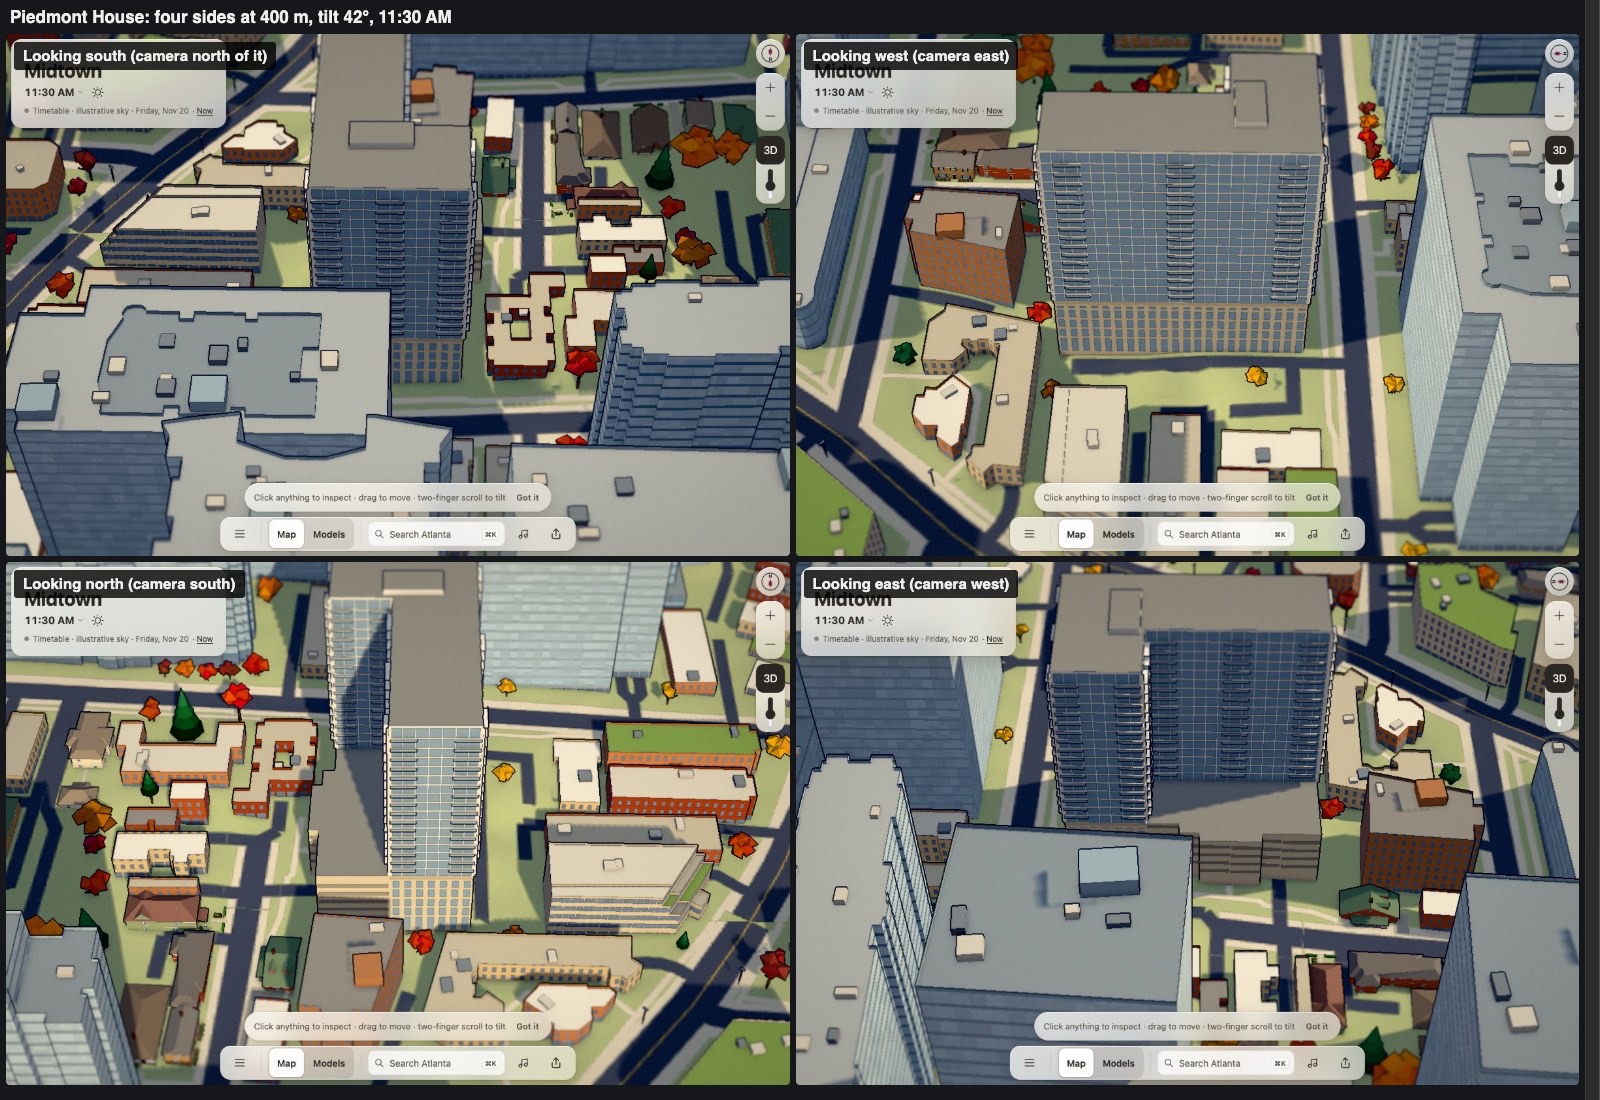 Piedmont House: four sides at 400 m, tilt 42°, 11:30 AM
Looking south (camera north of it)
Midtown
11:30 AM
Timetable · illustrative sky · Friday, Nov 20 · Now
3D
Click anything to inspect · drag to move · two-finger scroll to tilt Got it
Map Models Search Atlanta ⌘K
Looking west (camera east)
Midtown
11:30 AM
Timetable · illustrative sky · Friday, Nov 20 · Now
3D
Click anything to inspect · drag to move · two-finger scroll to tilt Got it
Map Models Search Atlanta ⌘K
Looking north (camera south)
Midtown
11:30 AM
Timetable · illustrative sky · Friday, Nov 20 · Now
3D
Click anything to inspect · drag to move · two-finger scroll to tilt Got it
Map Models Search Atlanta ⌘K
Looking east (camera west)
Midtown
11:30 AM
Timetable · illustrative sky · Friday, Nov 20 · Now
3D
Click anything to inspect · drag to move · two-finger scroll to tilt Got it
Map Models Search Atlanta ⌘K